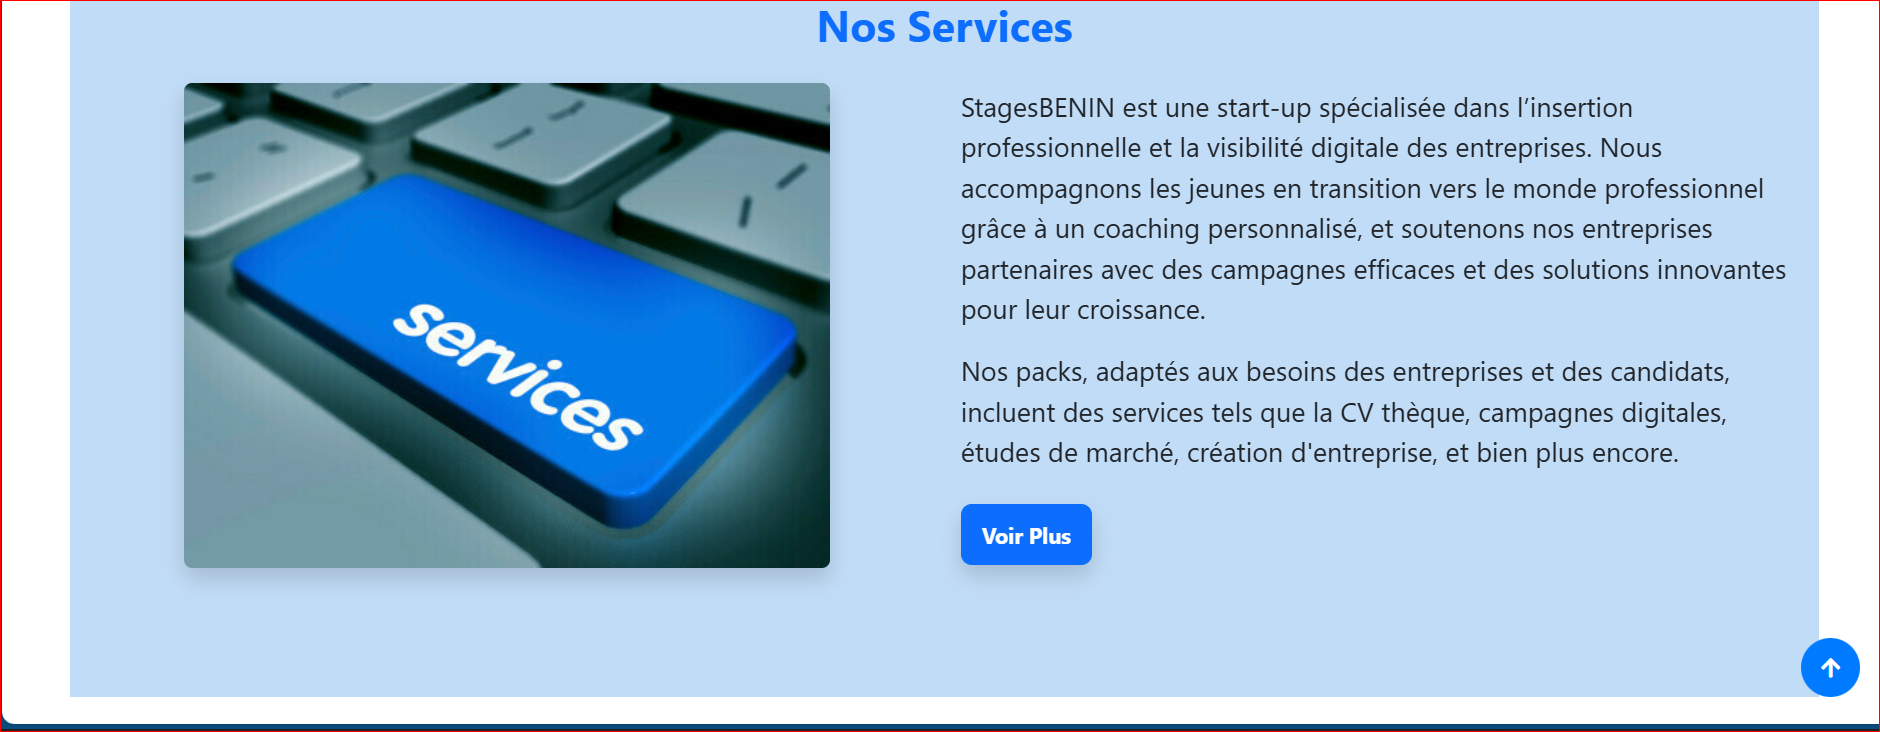 Nos Services
services
StagesBENIN est une start-up spécialisée dans l’insertion
professionnelle et la visibilité digitale des entreprises. Nous
accompagnons les jeunes en transition vers le monde professionnel
grâce à un coaching personnalisé, et soutenons nos entreprises
partenaires avec des campagnes efficaces et des solutions innovantes
pour leur croissance.
Nos packs, adaptés aux besoins des entreprises et des candidats,
incluent des services tels que la CV thèque, campagnes digitales,
études de marché, création d'entreprise, et bien plus encore.
Voir Plus